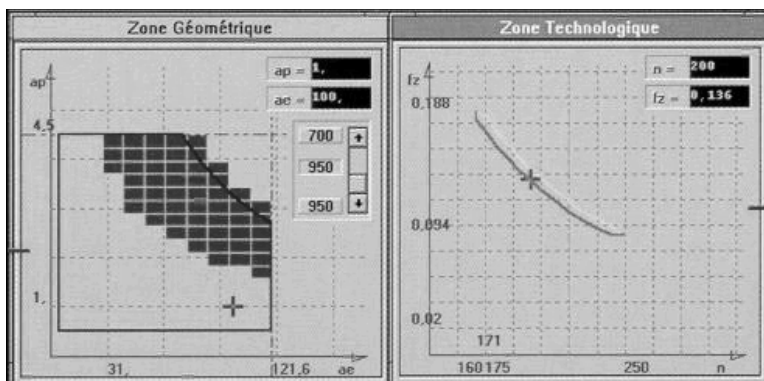 Zone Géométrique
ap
ap = 1,
ae = 100,
4,5
700
950
950
1,
31,
121,6
ae
Zone Technologique
fz
n = 200
fz = 0,136
0,188
0,094
0,02
171
160 175
250
n